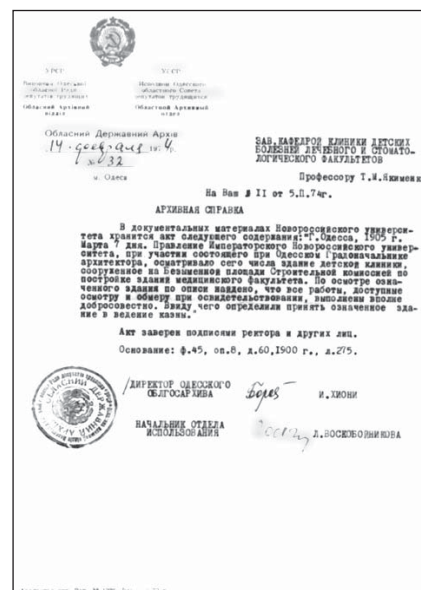 УРСР
УССР
Обласний Архівний
відділ
Областной Архивный
отдел
Обласний Державний Архів
14 февраля 1974.
№ 32
м. Одеса
ЗАВ.КАФЕДРОЙ КЛИНИКИ ДЕТСКИХ
БОЛЕЗНЕЙ ЛЕЧЕБНОГО И СТОМАТО-
ЛОГИЧЕСКОГО ФАКУЛЬТЕТОВ
Профессору Т.М.Якименко
На Ваш № II от 5.П.74г.
АРХИВНАЯ СПРАВКА
В документальных материалах Новороссийского универси-
тета хранится акт следующего содержания:"Г.Одесса, 1905 г.
Марта 7 дня. Правление Императорского Новороссийского универ-
ситета, при участии состоящего при Одесском Градоначальнике
архитектора, осматривало сего числа здание детской клиники,
сооруженное на Безыменной площади Строительной комиссией по
постройке зданий медицинского факультета. По осмотре озна-
ченного здания по описи найдено, что все работы, доступные
осмотру и обмеру при освидетельствовании, выполнены вполне
добросовестно. Ввиду чего определили принять означенное зда-
ние в ведение казны."
Акт заверен подписями ректора и других лиц.
Основание: ф.45, оп.8, д.60,1900 г., л.275.
/ДИРЕКТОР ОДЕССКОГО
ОБЛГОСАРХИВА
И.ХИОНИ
НАЧАЛЬНИК ОТДЕЛА
ИСПОЛЬЗОВАНИЯ
Л.ВОСКОБОЙНИКОВА